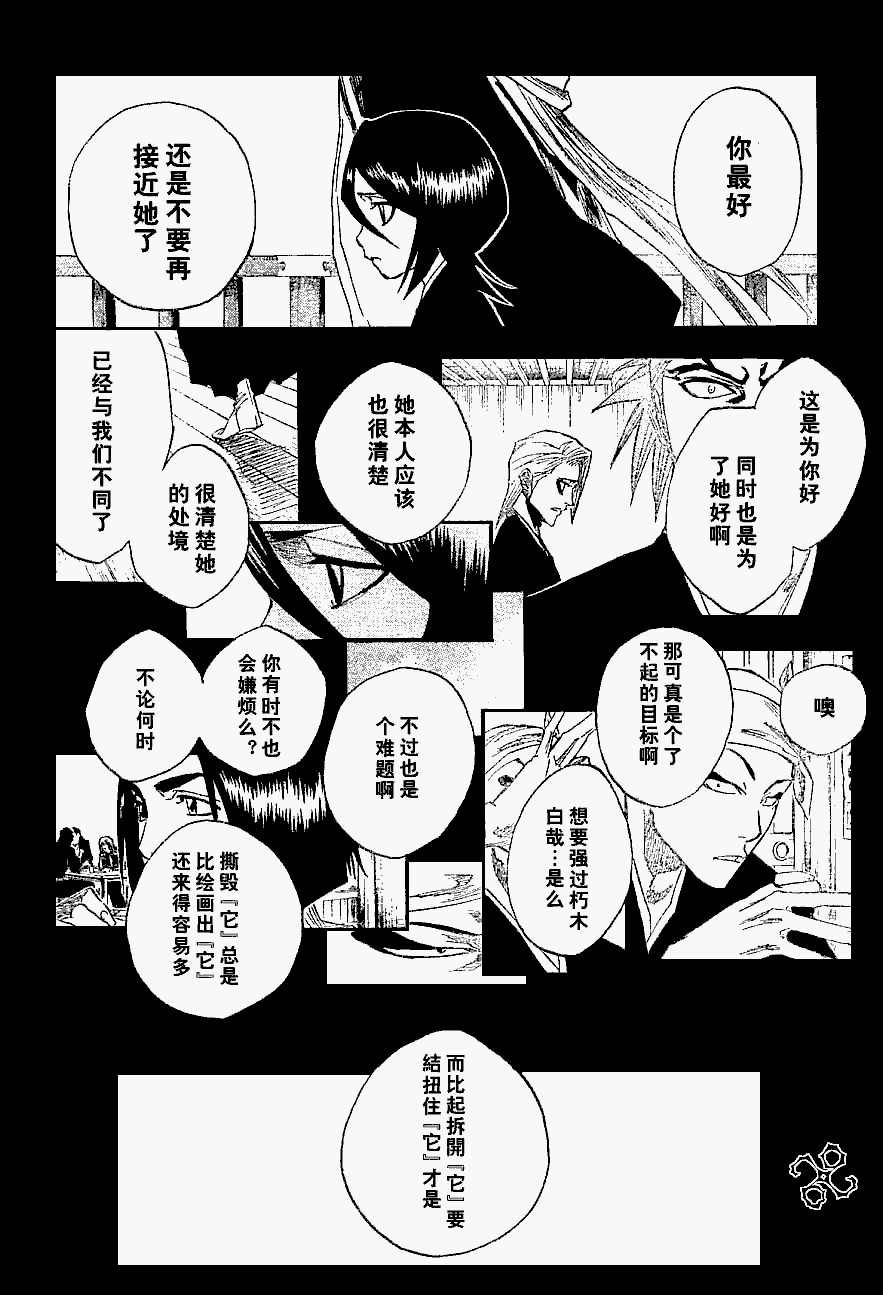 你最好
还是不要再
接近她了
这是为你好
同时也是为
了她好啊
她本人应该
也很清楚
很清楚她
的处境
已经与我们不同了
噢
那可真是个了
不起的目标啊
想要强过朽木
白哉…是么
不过也是
个难题啊
你有时不也
会嫌烦么？
不论何时
撕毁『它』总是
比绘画出『它』
还来得容易多
而比起拆開『它』要
結扭住『它』才是